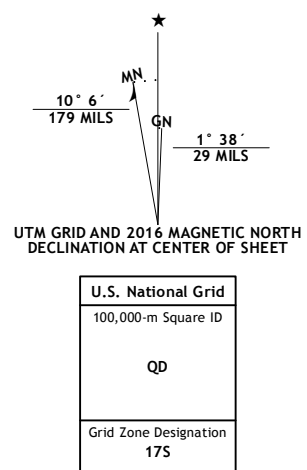 ★
MN
GN
10° 6´
179 MILS
1° 38´
29 MILS
UTM GRID AND 2016 MAGNETIC NORTH
DECLINATION AT CENTER OF SHEET
U.S. National Grid
100,000-m Square ID
QD
Grid Zone Designation
17S